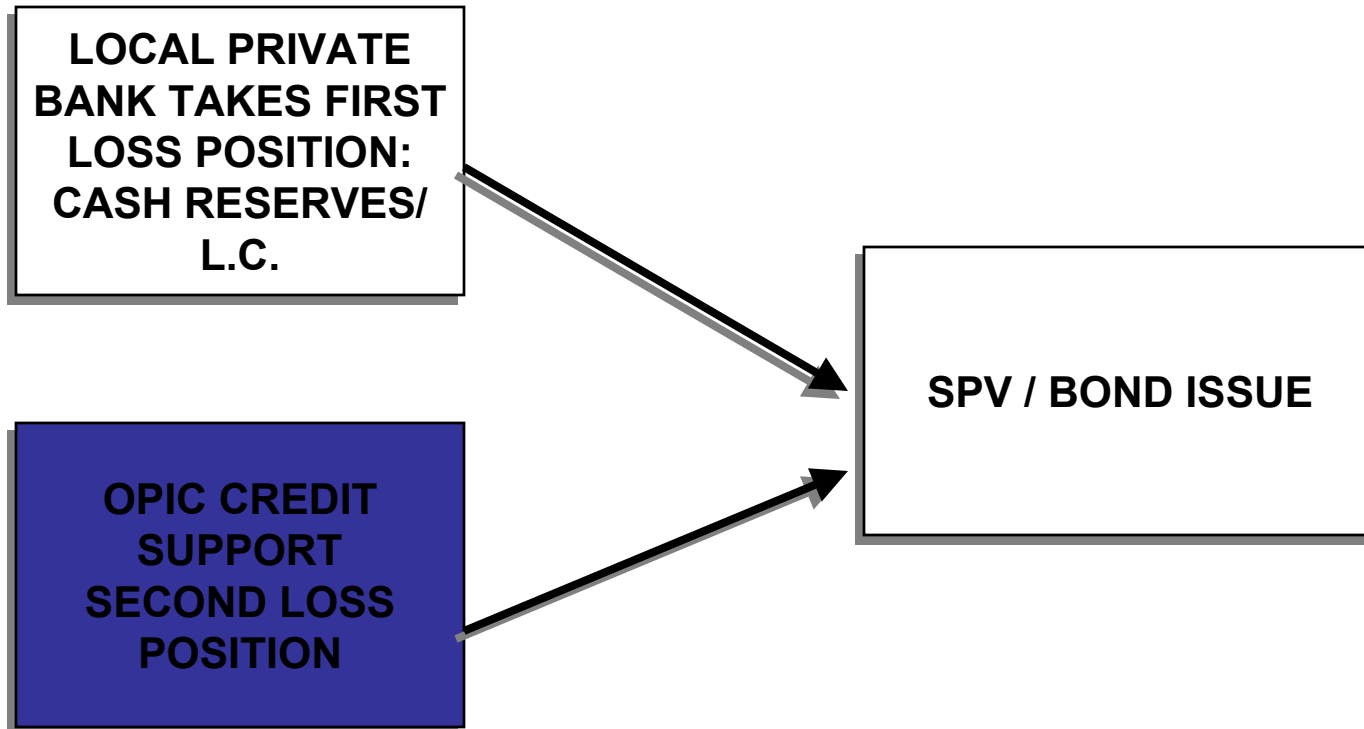 LOCAL PRIVATE
BANK TAKES FIRST
LOSS POSITION:
CASH RESERVES/
L.C.
SPV / BOND ISSUE
OPIC CREDIT
SUPPORT
SECOND LOSS
POSITION